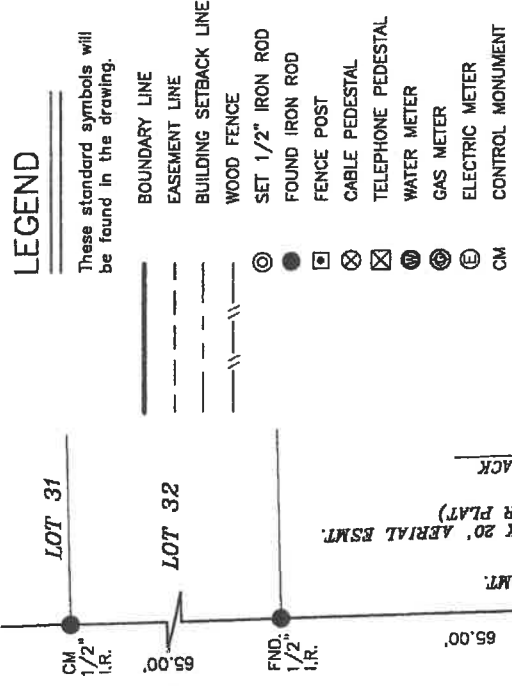 LEGEND
These standard symbols will
be found in the drawing.
BOUNDARY LINE
EASEMENT LINE
BUILDING SETBACK LINE
WOOD FENCE
SET 1/2" IRON ROD
FOUND IRON ROD
FENCE POST
CABLE PEDESTAL
TELEPHONE PEDESTAL
W WATER METER
G GAS METER
E ELECTRIC METER
CM CONTROL MONUMENT
LOT 31
CM
1/2"
I.R.
LOT 32
65.00'
FND.
1/2"
I.R.
65.00'
ACK
R PLAT)
X 20' AERIAL ESMT.
MT.